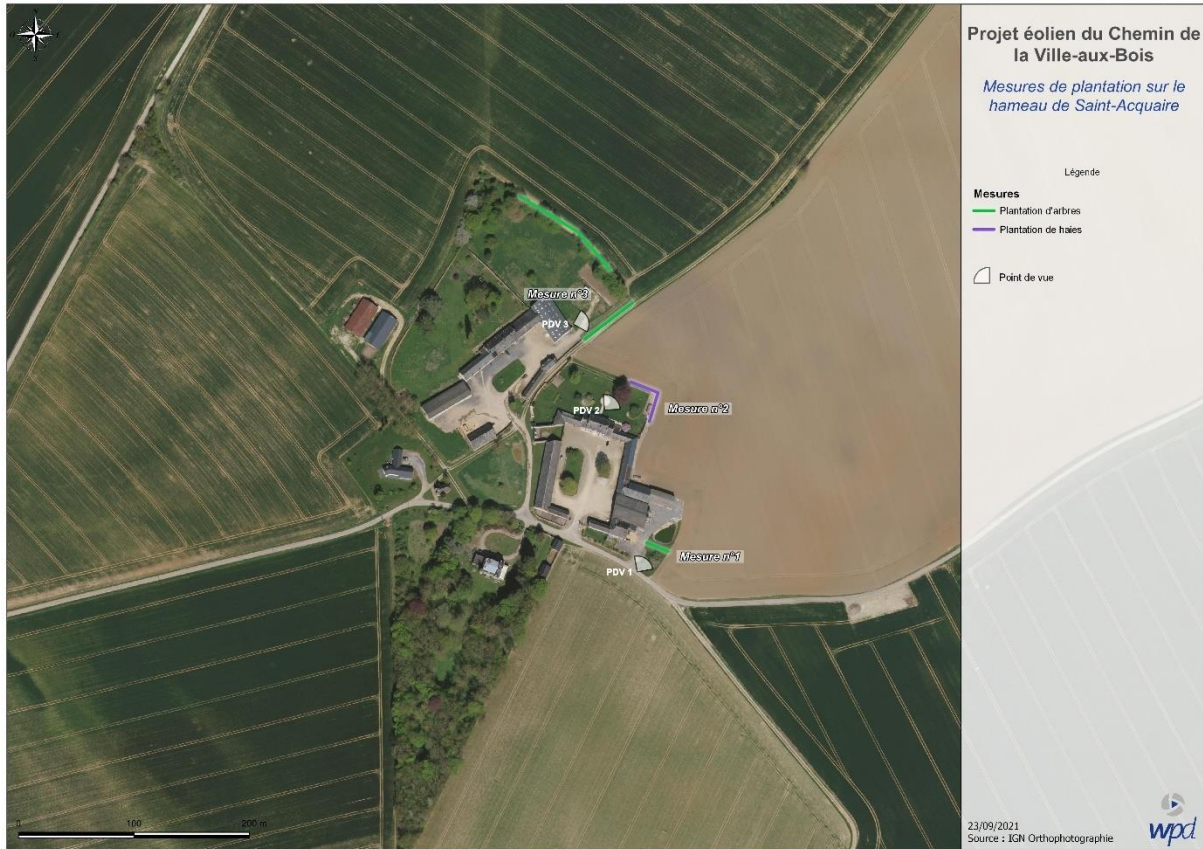 Projet éolien du Chemin de
la Ville-aux-Bois
Mesures de plantation sur le
hameau de Saint-Acquaire
Légende
Mesures
Plantation d'arbres
Plantation de haies
Point de vue
Mesure n°3
PDV 3
PDV 2
Mesure n°2
Mesure n°1
PDV 1
0 100 200 m
23/09/2021
Source : IGN Orthophotographie
wpd